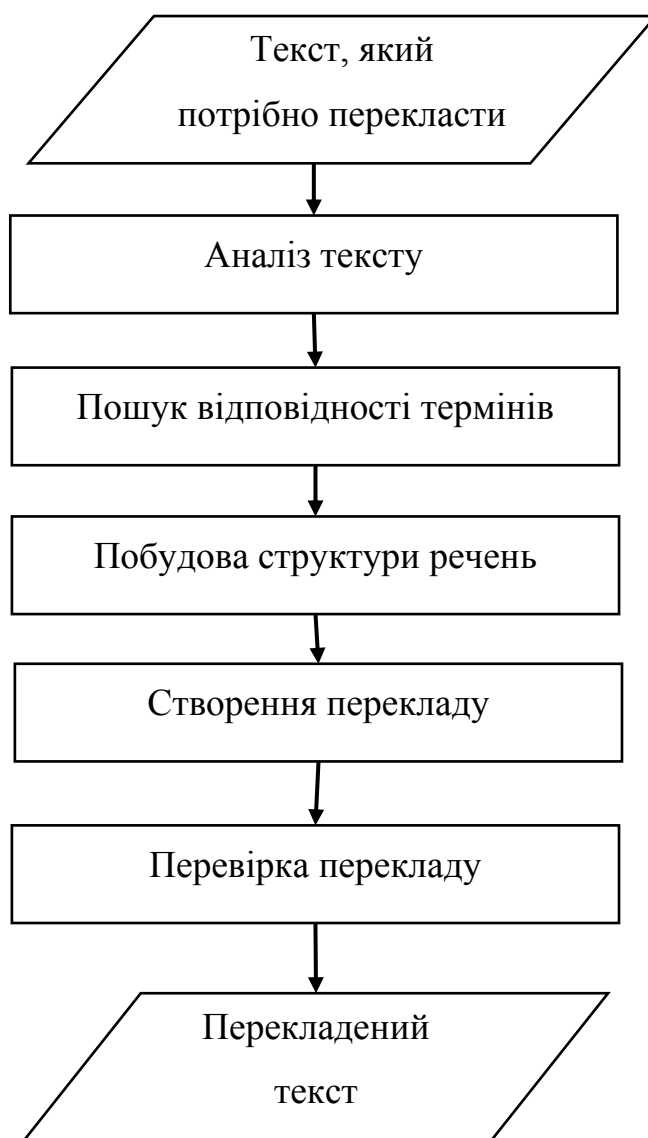 Текст, який
потрібно перекласти
Аналіз тексту
Пошук відповідності термінів
Побудова структури речень
Створення перекладу
Перевірка перекладу
Перекладений
текст